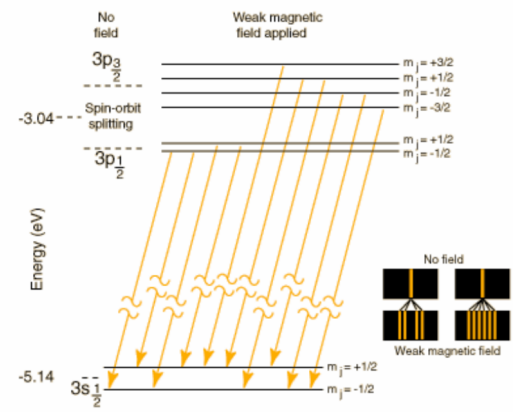 No
field
Weak magnetic
field applied
3p3/2
m j = +3/2
m j = +1/2
m j = -1/2
m j = -3/2
-3.04
Spin-orbit
splitting
m j = +1/2
m j = -1/2
3p1/2
Energy (eV)
No field
Weak magnetic field
-5.14
3s1/2
m j = +1/2
m j = -1/2